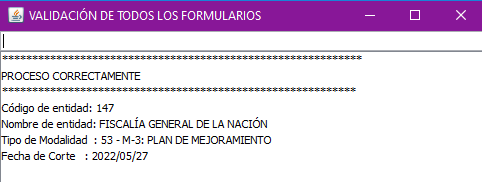 VALIDACIÓN DE TODOS LOS FORMULARIOS
************************************************************
PROCESO CORRECTAMENTE
***********************************************************
Código de entidad: 147
Nombre de entidad: FISCALÍA GENERAL DE LA NACIÓN
Tipo de Modalidad : 53 - M-3: PLAN DE MEJORAMIENTO
Fecha de Corte : 2022/05/27